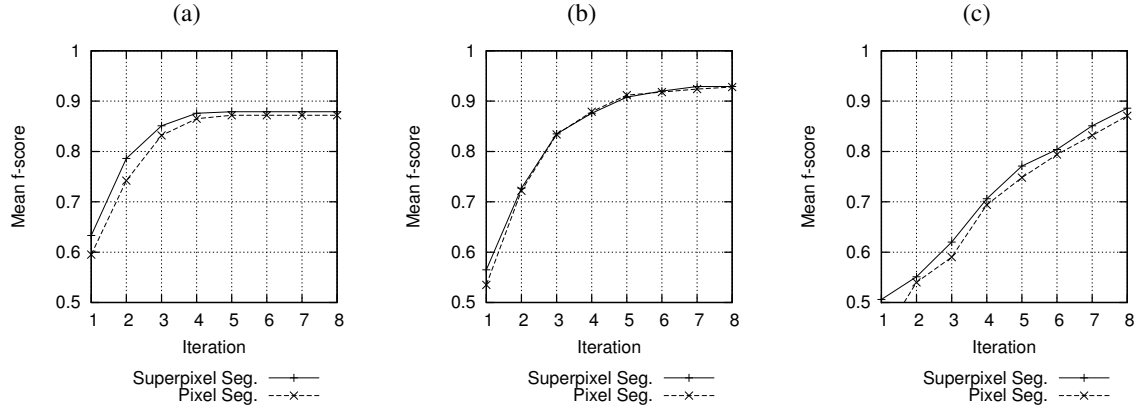 (a)
1
0.9
0.8
0.7
0.6
0.5
Mean f-score
1 2 3 4 5 6 7 8
Iteration
Superpixel Seg.
Pixel Seg.
(b)
1
0.9
0.8
0.7
0.6
0.5
Mean f-score
1 2 3 4 5 6 7 8
Iteration
Superpixel Seg.
Pixel Seg.
(c)
1
0.9
0.8
0.7
0.6
0.5
Mean f-score
1 2 3 4 5 6 7 8
Iteration
Superpixel Seg.
Pixel Seg.